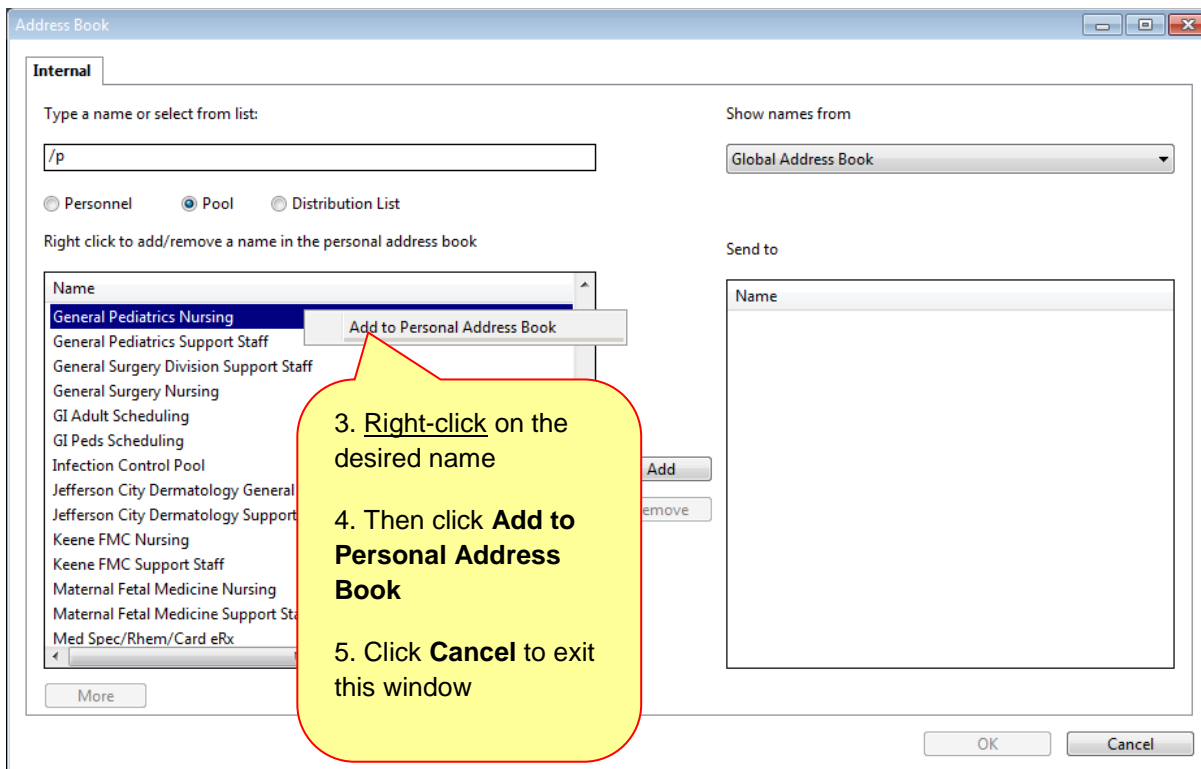 Address Book
Internal
Type a name or select from list:
Show names from
/p
Global Address Book
Personnel
Pool
Distribution List
Right click to add/remove a name in the personal address book
Send to
Name
Name
General Pediatrics Nursing
Add to Personal Address Book
General Pediatrics Support Staff
General Surgery Division Support Staff
General Surgery Nursing
GI Adult Scheduling
GI Peds Scheduling
Infection Control Pool
Jefferson City Dermatology General
Jefferson City Dermatology Support
Keene FMC Nursing
Keene FMC Support Staff
Maternal Fetal Medicine Nursing
Maternal Fetal Medicine Support Sta
Med Spec/Rhem/Card eRx
3. Right-click on the
desired name
4. Then click Add to
Personal Address
Book
5. Click Cancel to exit
this window
Add
emove
More
OK
Cancel